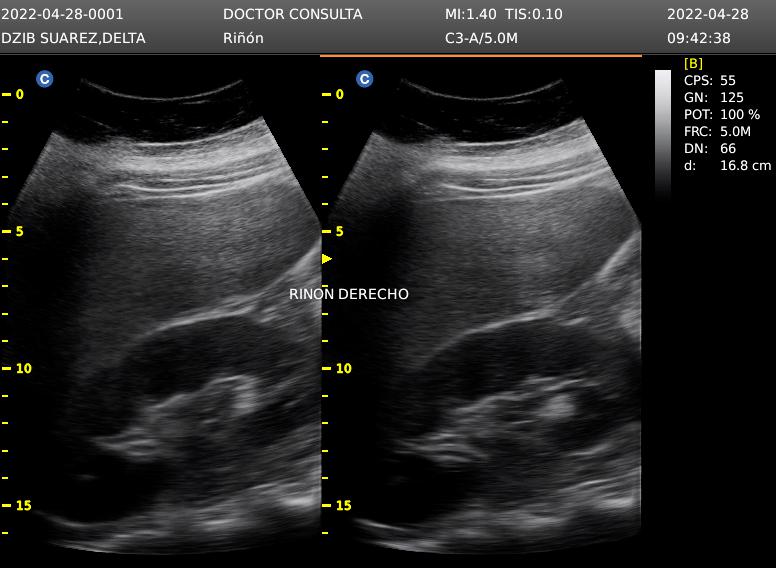 2022-04-28-0001 DOCTOR CONSULTA MI:1.40 TIS:0.10 2022-04-28
DZIB SUAREZ,DELTA Riñón C3-A/5.0M 09:42:38
[B]
CPS: 55
GN: 125
POT: 100 %
FRC: 5.0M
DN: 66
d: 16.8 cm
C
C
0
0
5
5
RINON DERECHO
10
10
15
15